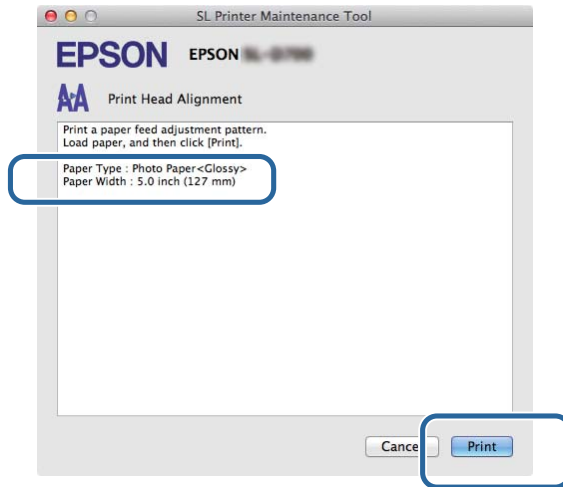 SL Printer Maintenance Tool
EPSON EPSON
Print Head Alignment
Print a paper feed adjustment pattern.
Load paper, and then click [Print].
Paper Type : Photo Paper<Glossy>
Paper Width : 5.0 inch (127 mm)
Cancel Print